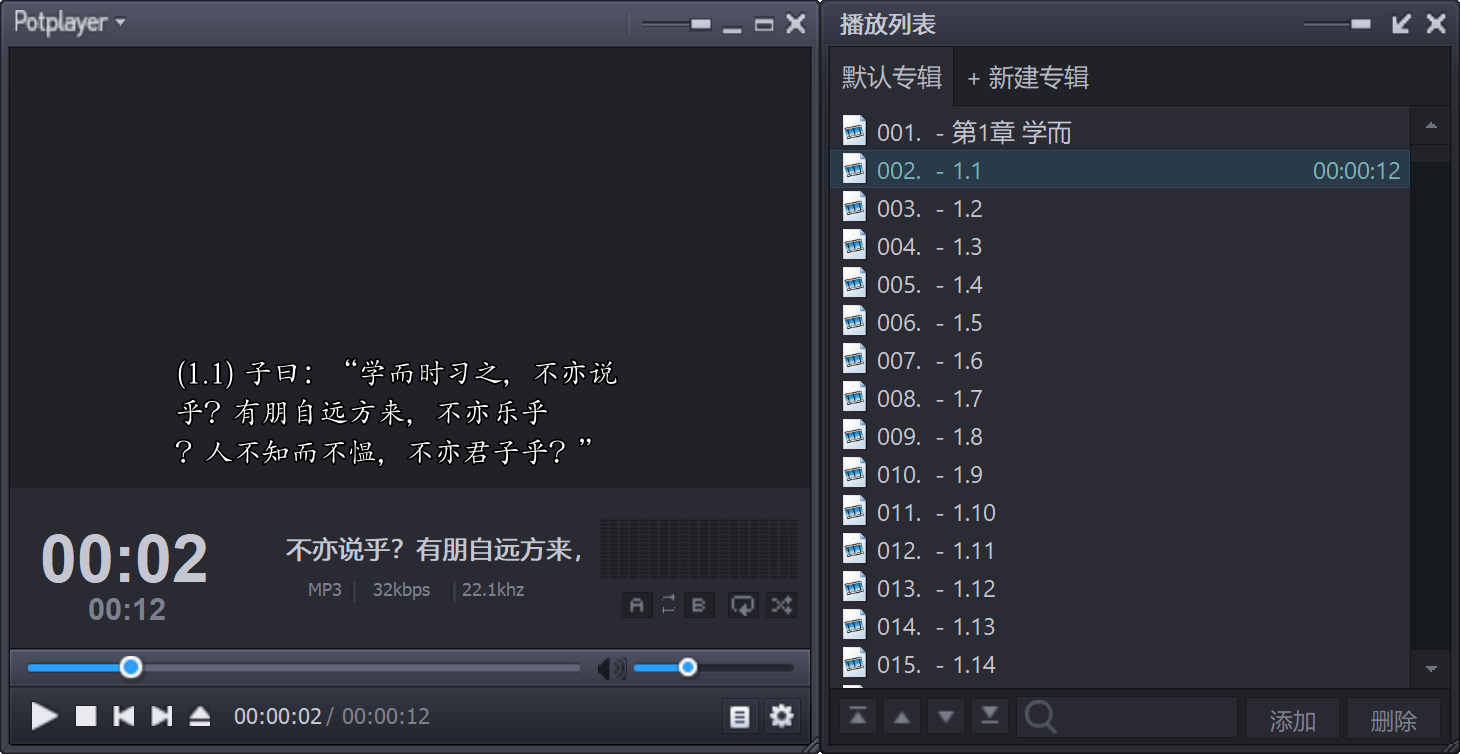 Potplayer
(1.1) 子曰：“学而时习之，不亦说
乎？有朋自远方来，不亦乐乎
？人不知而不愠，不亦君子乎？”
00:02
00:12
不亦说乎？有朋自远方来，
MP3 | 32kbps | 22.1khz
A B
00:00:02 / 00:00:12
播放列表
默认专辑 + 新建专辑
001. - 第1章 学而
002. - 1.1 00:00:12
003. - 1.2
004. - 1.3
005. - 1.4
006. - 1.5
007. - 1.6
008. - 1.7
009. - 1.8
010. - 1.9
011. - 1.10
012. - 1.11
013. - 1.12
014. - 1.13
015. - 1.14
添加 删除